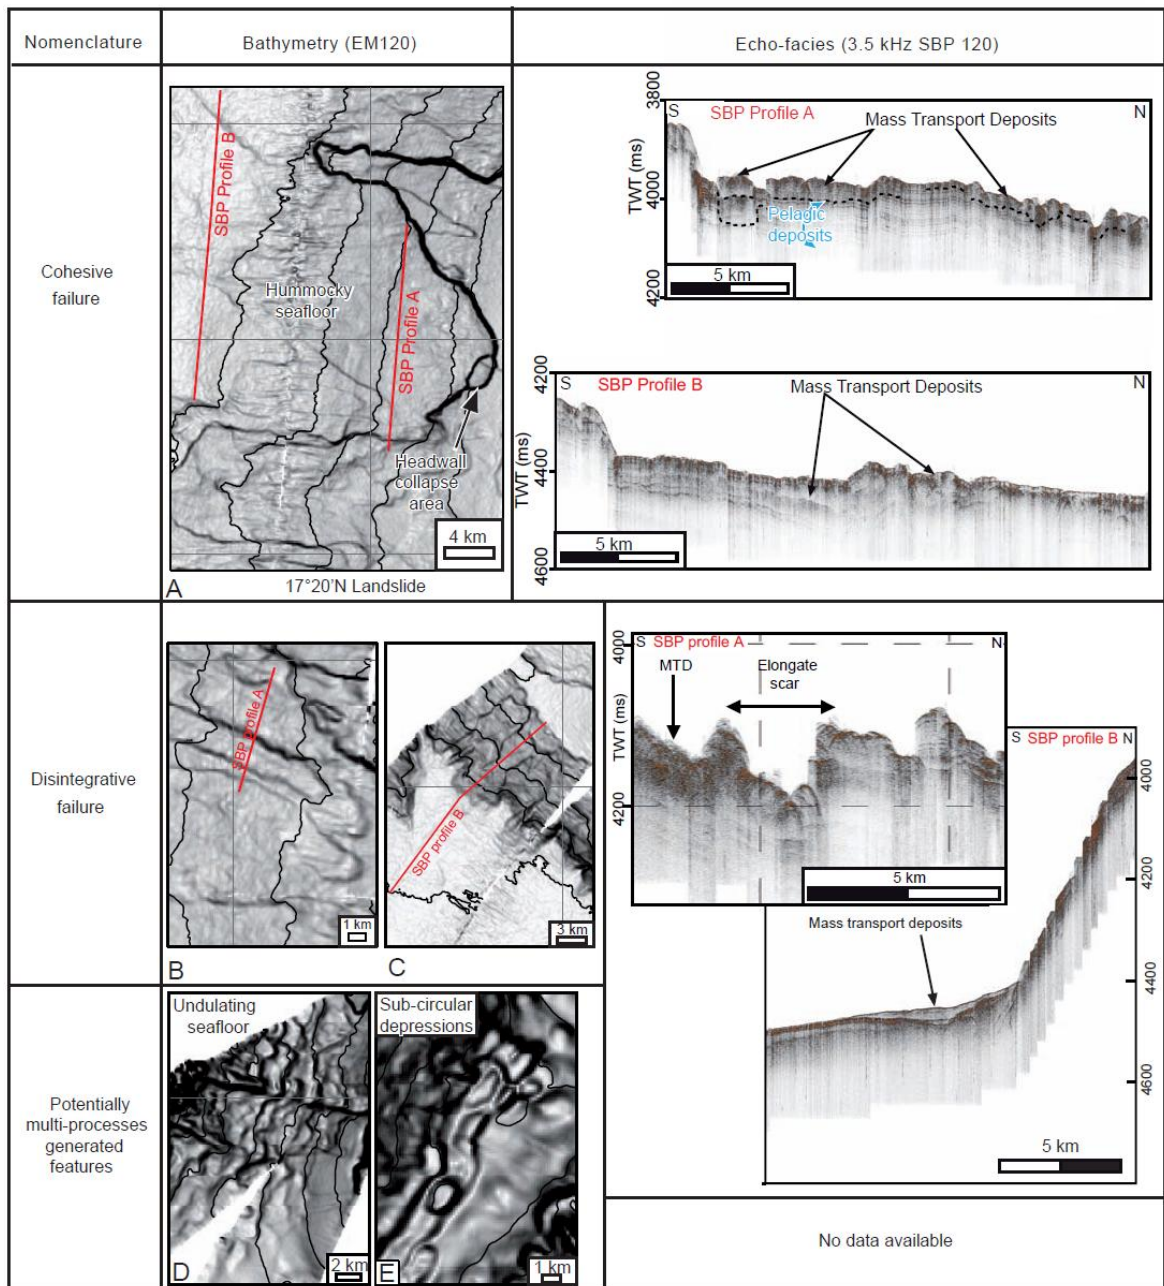 Nomenclature
Bathymetry (EM120)
Echo-facies (3.5 kHz SBP 120)
Cohesive
failure
SBP Profile B
Hummocky
seafloor
SBP Profile A
Headwall
collapse
area
4 km
A
17°20'N Landslide
3800
S
SBP Profile A
Mass Transport Deposits
N
TWT (ms)
4000
Pelagic
deposits
5 km
4200
4200
S
SBP Profile B
Mass Transport Deposits
N
TWT (ms)
4400
5 km
4600
Disintegrative
failure
SBP profile A
1 km
B
SBP profile B
3 km
C
4000
S
SBP profile A
N
MTD
Elongate
scar
TWT (ms)
4200
5 km
S
SBP profile B
N
4000
4200
Mass transport deposits
4400
4600
5 km
Potentially
multi-processes
generated
features
Undulating
seafloor
D
2 km
Sub-circular
depressions
E
1 km
No data available